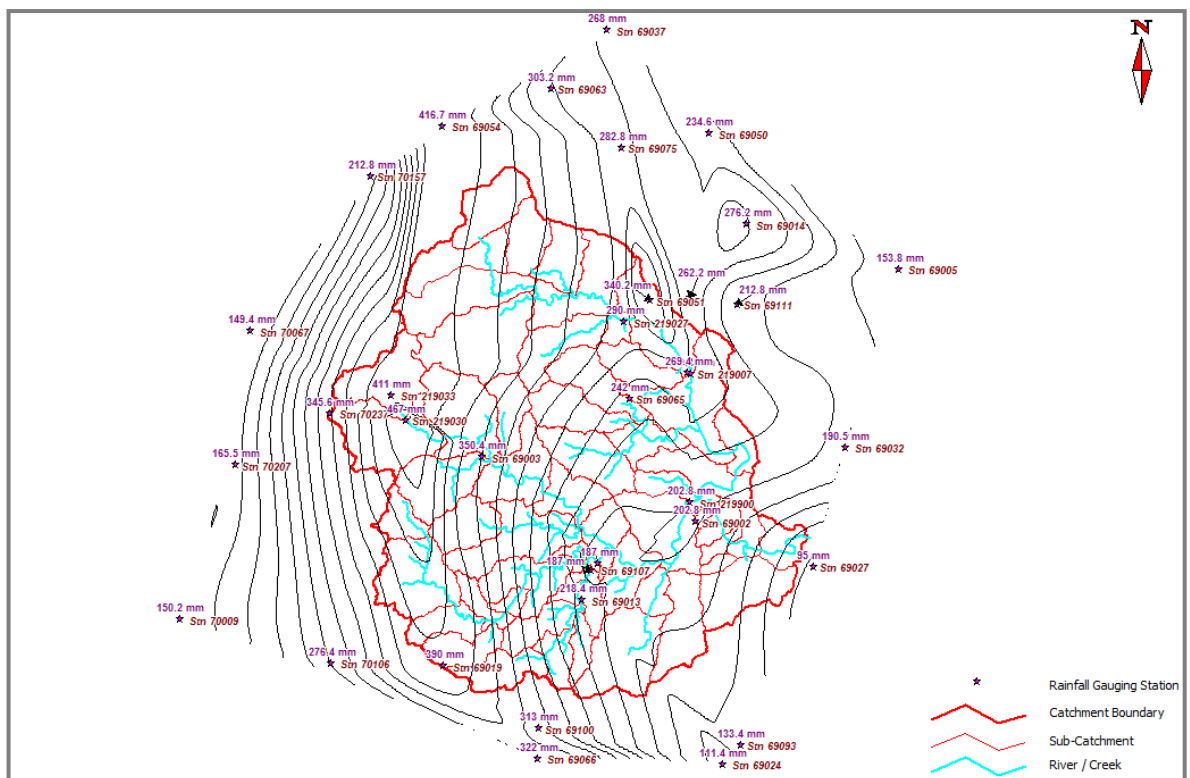 268 mm
Stn 69037
N
303.2 mm
Stn 69063
416.7 mm
Stn 69054
234.6 mm
Stn 69050
282.8 mm
Stn 69075
212.8 mm
Stn 70157
276.2 mm
Stn 69014
153.8 mm
Stn 69005
262.2 mm
340.2 mm
Stn 69051
212.8 mm
Stn 69111
290 mm
Stn 219027
149.4 mm
Stn 70067
269.4 mm
Stn 219007
411 mm
Stn 219033
242 mm
Stn 69065
345.6 mm
Stn 70237
467 mm
Stn 219030
190.5 mm
Stn 69032
350.4 mm
Stn 69003
165.5 mm
Stn 70207
202.8 mm
Stn 219900
202.8 mm
Stn 69002
187 mm
187 mm
Stn 69107
95 mm
Stn 69027
218.4 mm
Stn 69013
150.2 mm
Stn 70009
276.4 mm
Stn 70106
390 mm
Stn 69019
313 mm
Stn 69100
322 mm
Stn 69066
133.4 mm
Stn 69093
111.4 mm
Stn 69024
Rainfall Gauging Station
Catchment Boundary
Sub-Catchment
River / Creek